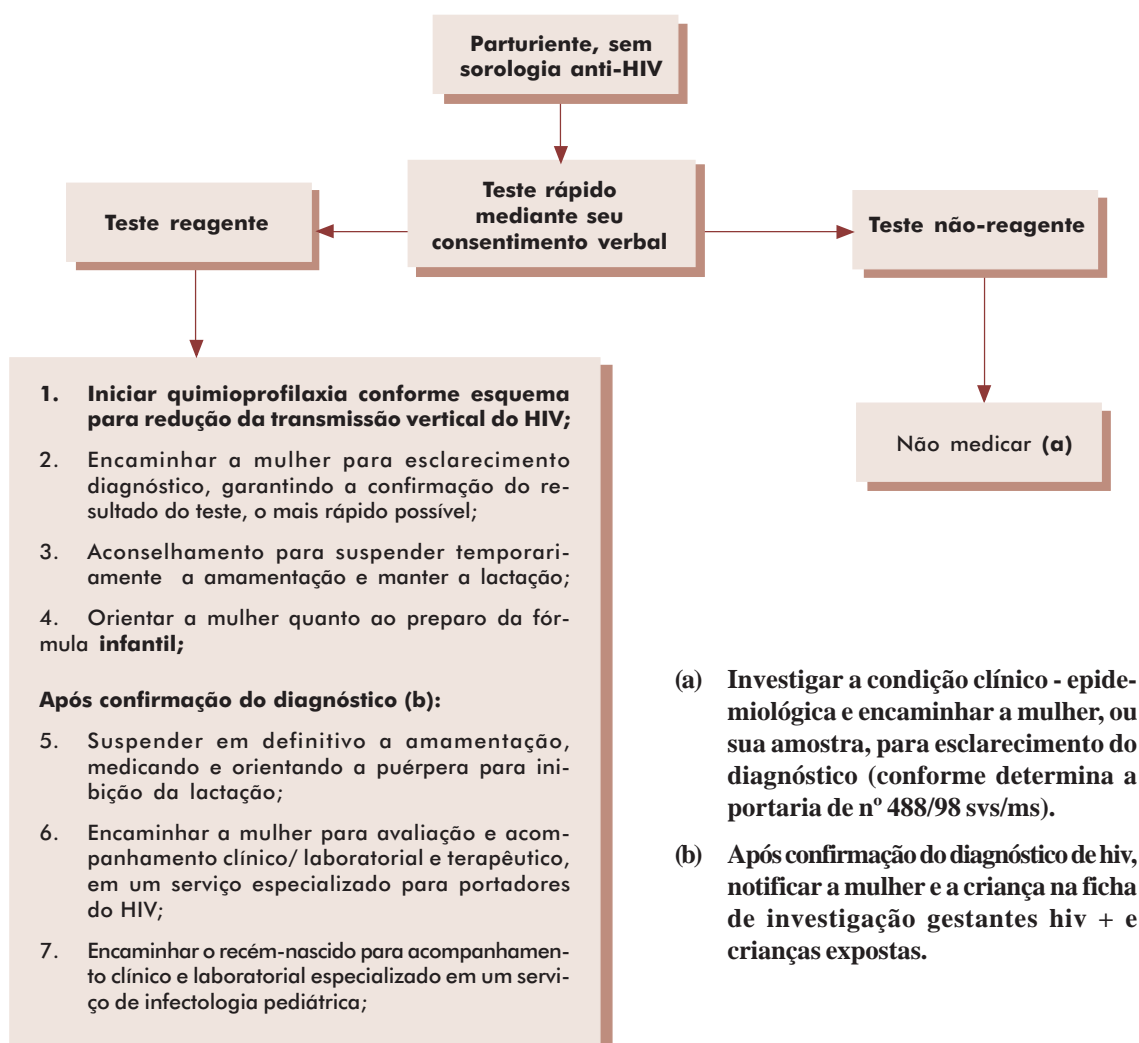 Parturiente, sem
sorologia anti-HIV
Teste rápido
mediante seu
consentimento verbal
Teste reagente
Teste não-reagente
1. Iniciar quimioprofilaxia conforme esquema
para redução da transmissão vertical do HIV;
2. Encaminhar a mulher para esclarecimento
diagnóstico, garantindo a confirmação do re-
sultado do teste, o mais rápido possível;
3. Aconselhamento para suspender temporari-
amente a amamentação e manter a lactação;
4. Orientar a mulher quanto ao preparo da fór-
mula infantil;
Após confirmação do diagnóstico (b):
5. Suspender em definitivo a amamentação,
medicando e orientando a puérpera para ini-
bição da lactação;
6. Encaminhar a mulher para avaliação e acom-
panhamento clínico/ laboratorial e terapêutico,
em um serviço especializado para portadores
do HIV;
7. Encaminhar o recém-nascido para acompanhamen-
to clínico e laboratorial especializado em um servi-
ço de infectologia pediátrica;
Não medicar (a)
(a) Investigar a condição clínico - epide-
miológica e encaminhar a mulher, ou
sua amostra, para esclarecimento do
diagnóstico (conforme determina a
portaria de nº 488/98 svs/ms).
(b) Após confirmação do diagnóstico de hiv,
notificar a mulher e a criança na ficha
de investigação gestantes hiv + e
crianças expostas.